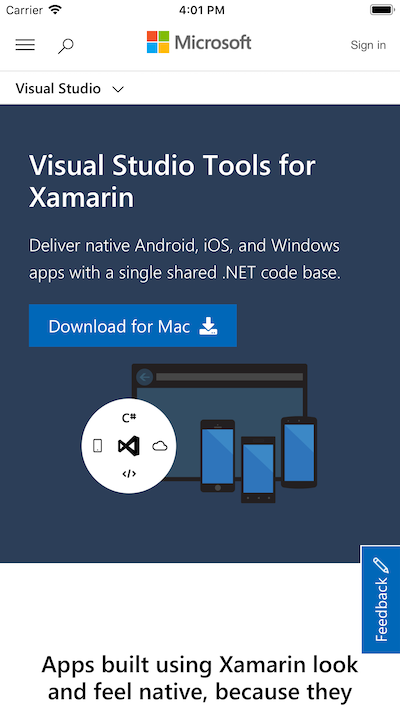 Carrier 4:01 PM
Microsoft Sign in
Visual Studio
Visual Studio Tools for
Xamarin
Deliver native Android, iOS, and Windows
apps with a single shared .NET code base.
Download for Mac
C#
</>
Feedback
Apps built using Xamarin look
and feel native, because they